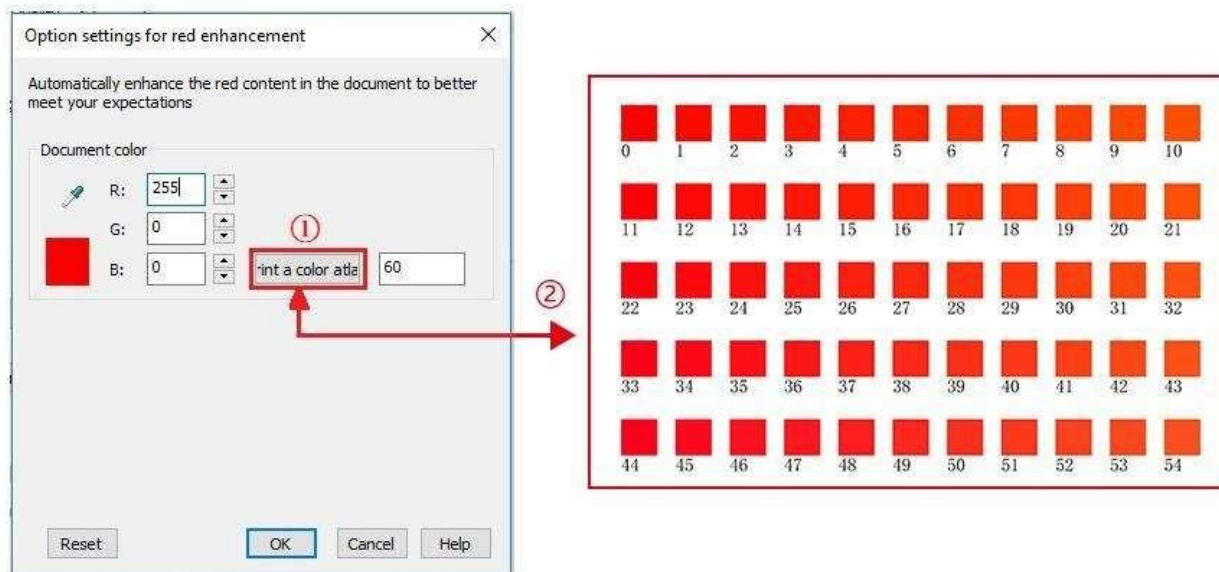 Option settings for red enhancement
Automatically enhance the red content in the document to better
meet your expectations
Document color
R: 255
G: 0
①
B: 0 rint a color atla 60
②
Reset OK Cancel Help
0 1 2 3 4 5 6 7 8 9 10
11 12 13 14 15 16 17 18 19 20 21
22 23 24 25 26 27 28 29 30 31 32
33 34 35 36 37 38 39 40 41 42 43
44 45 46 47 48 49 50 51 52 53 54